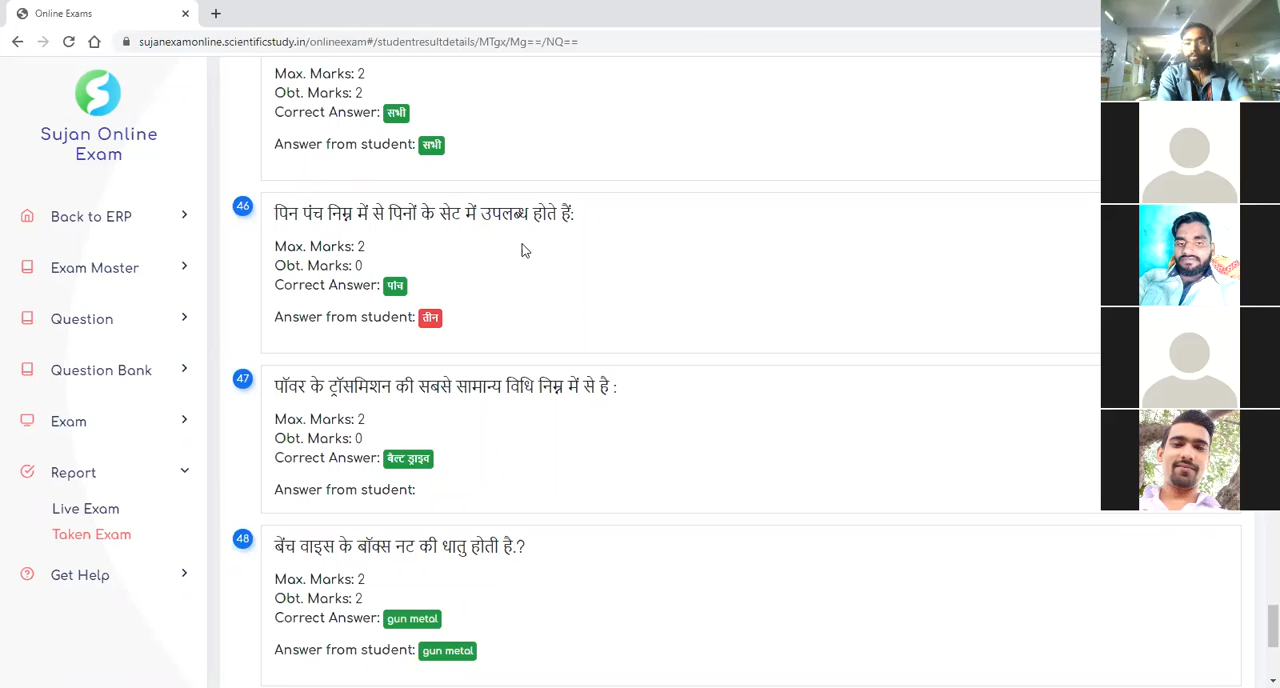 Online Exams
sujanexamonline.scientificstudy.in/onlineexam#/studentresultdetails/MTgx/Mg==/NQ==
Sujan Online
Exam
Back to ERP
Exam Master
Question
Question Bank
Exam
Report
Live Exam
Taken Exam
Get Help
Max. Marks: 2
Obt. Marks: 2
Correct Answer: सभी
Answer from student: सभी
46
पिन पंच निम्न में से पिनों के सेट में उपलब्ध होते हैं:
Max. Marks: 2
Obt. Marks: 0
Correct Answer: पांच
Answer from student: तीन
47
पॉवर के ट्रॉसमिशन की सबसे सामान्य विधि निम्न में से है :
Max. Marks: 2
Obt. Marks: 0
Correct Answer: बैल्ट ड्राइव
Answer from student:
48
बेंच वाइस के बॉक्स नट की धातु होती है.?
Max. Marks: 2
Obt. Marks: 2
Correct Answer: gun metal
Answer from student: gun metal